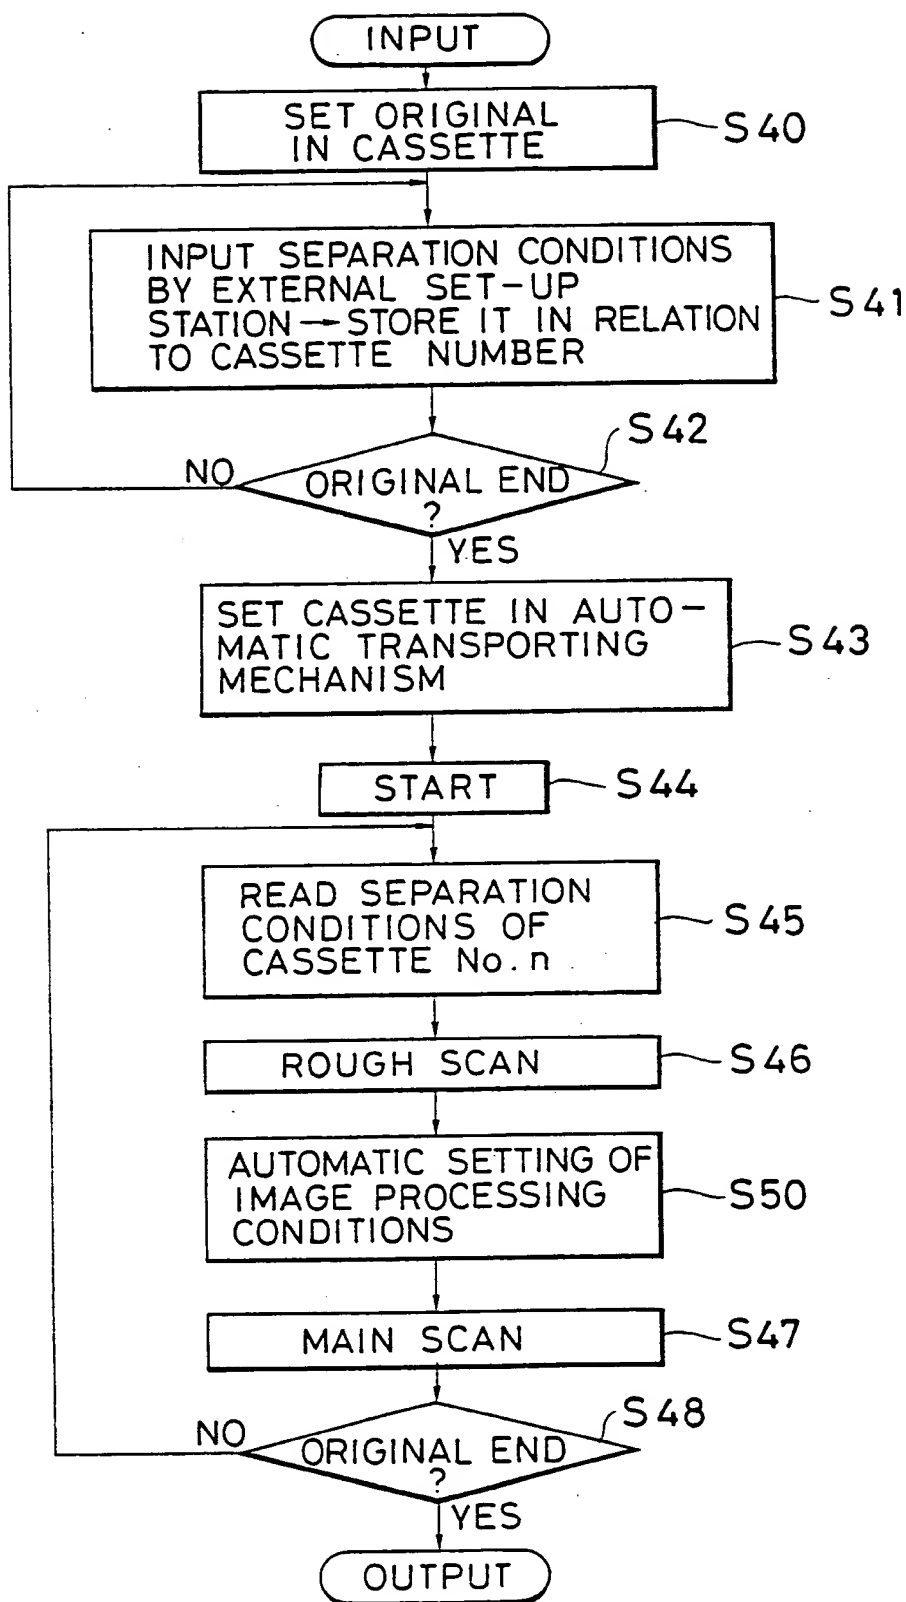 INPUT
SET ORIGINAL
IN CASSETTE
S40
INPUT SEPARATION CONDITIONS
BY EXTERNAL SET-UP
STATION→STORE IT IN RELATION
TO CASSETTE NUMBER
S41
S42
NO
ORIGINAL END
?
YES
SET CASSETTE IN AUTO-
MATIC TRANSPORTING
MECHANISM
S43
START
S44
READ SEPARATION
CONDITIONS OF
CASSETTE No.n
S45
ROUGH SCAN
S46
AUTOMATIC SETTING OF
IMAGE PROCESSING
CONDITIONS
S50
MAIN SCAN
S47
S48
NO
ORIGINAL END
?
YES
OUTPUT